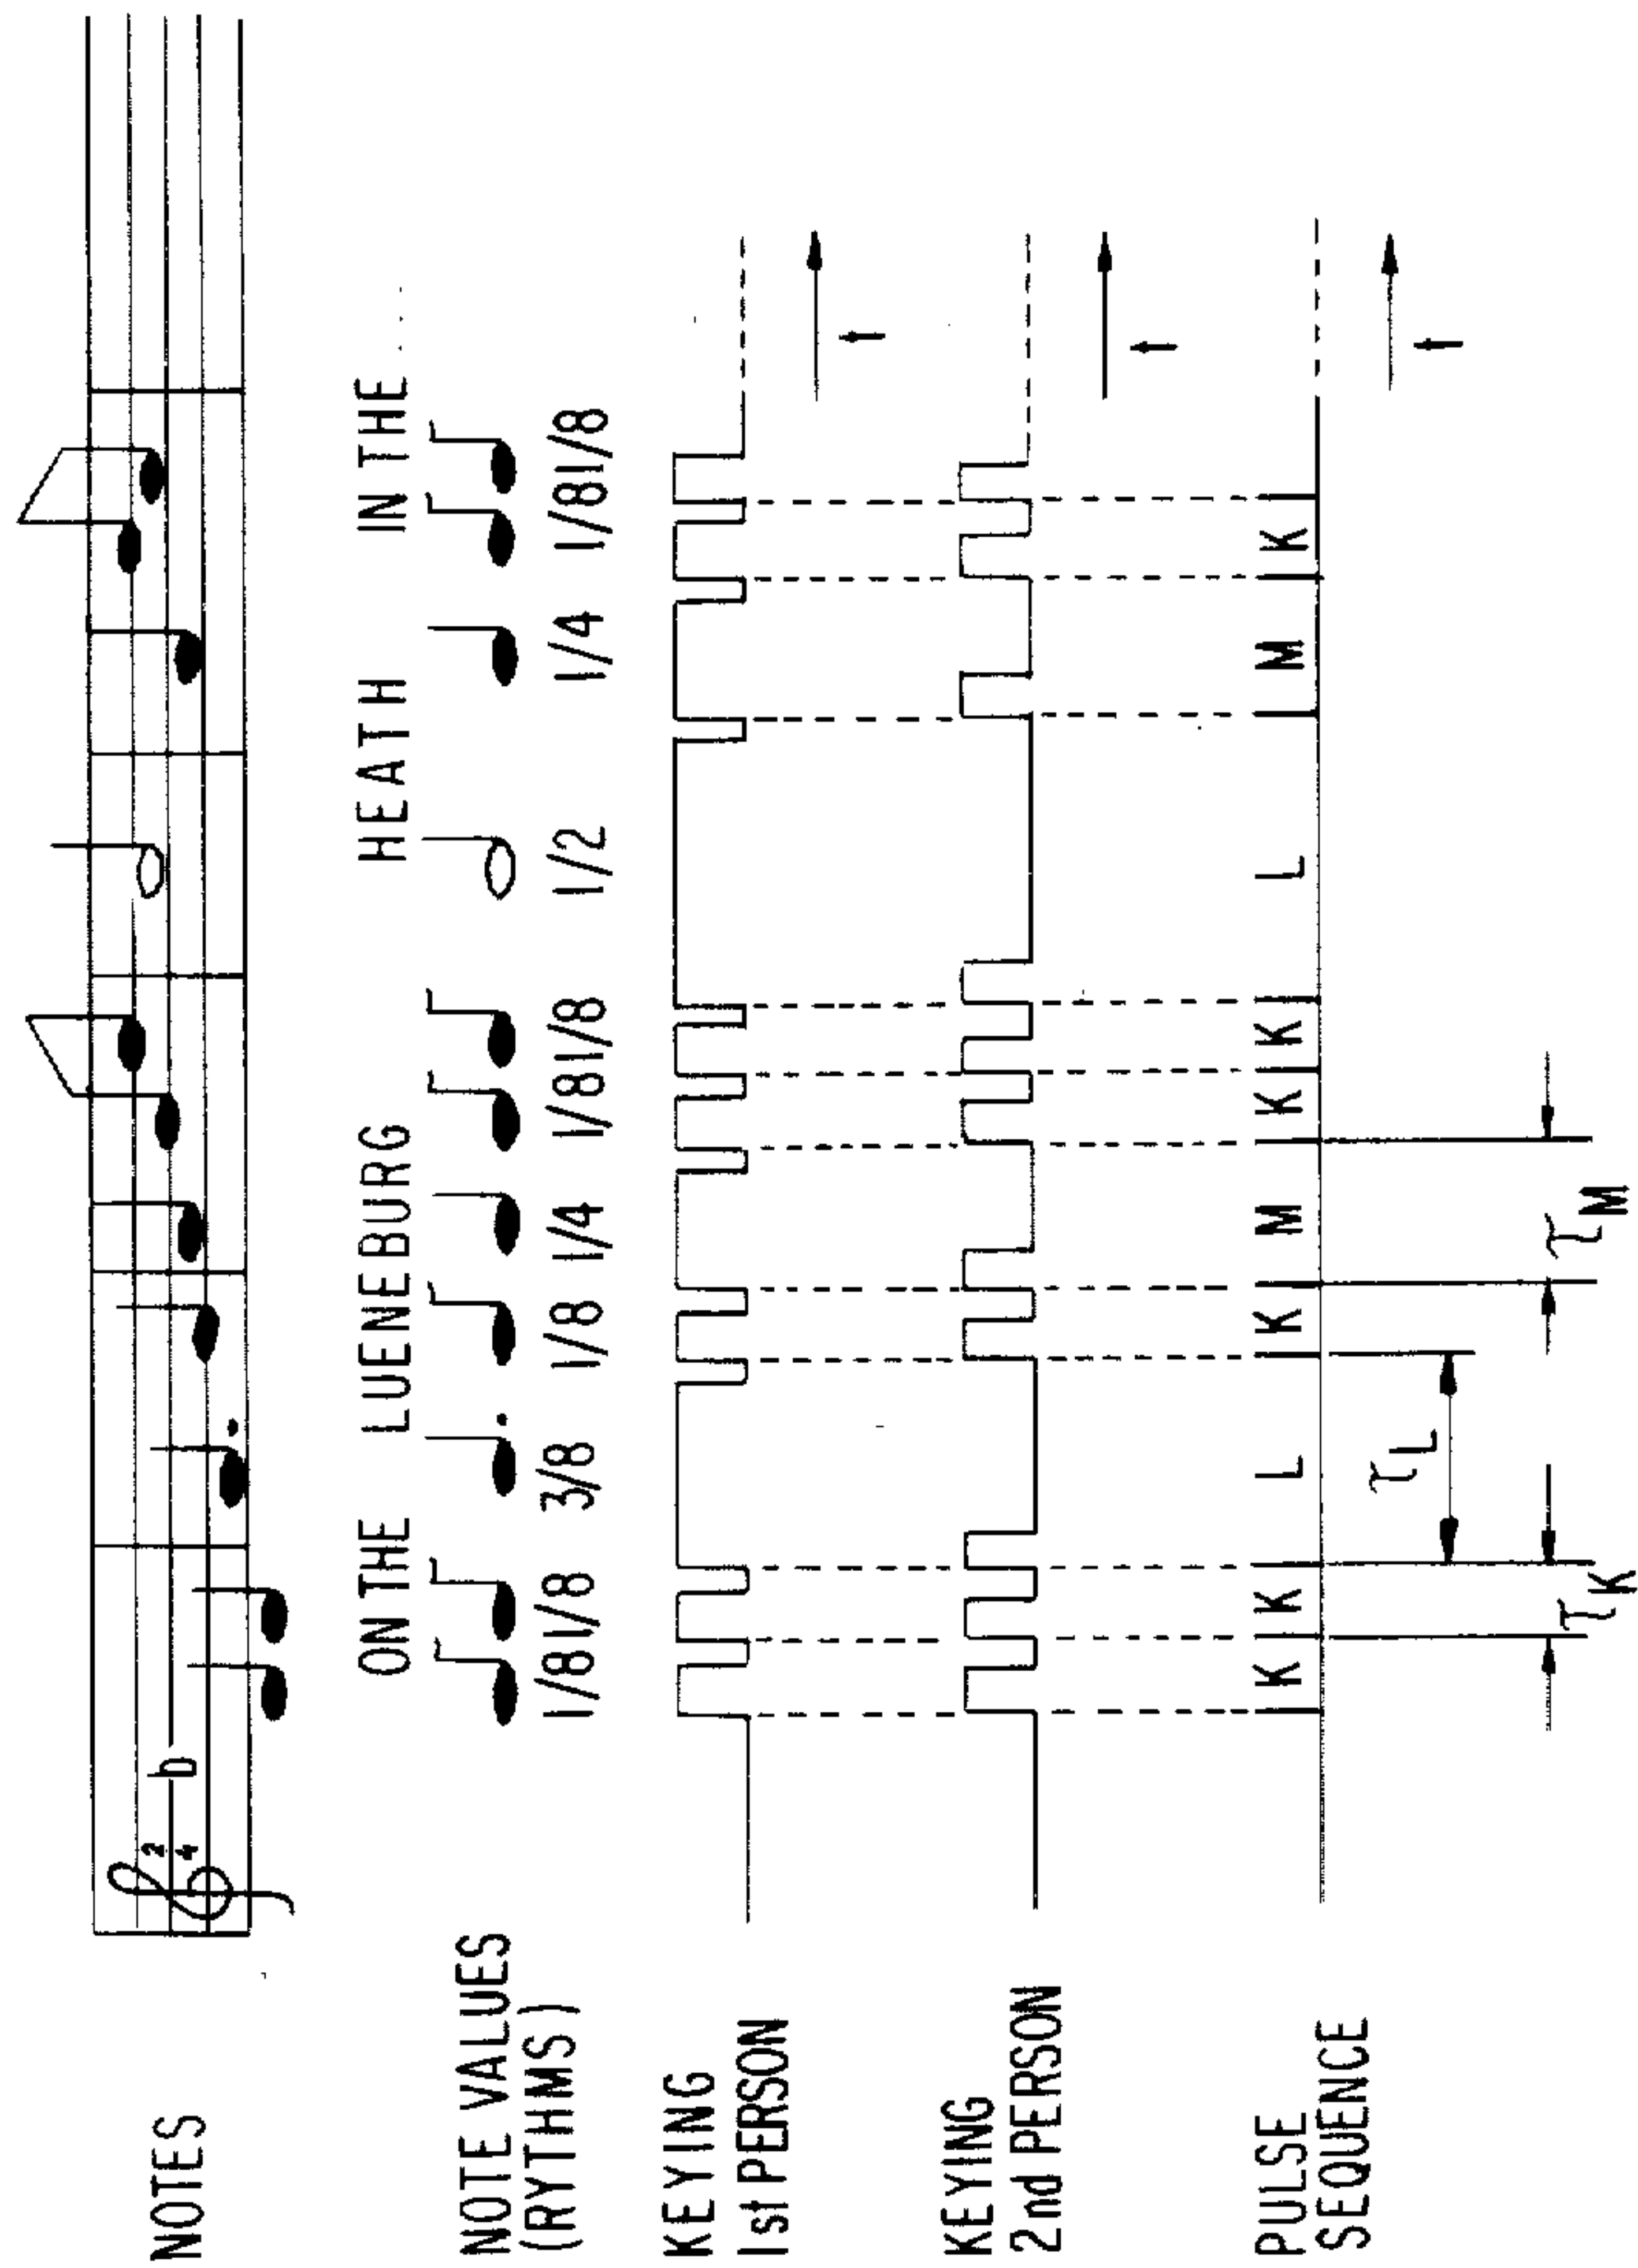 NOTES
2
4
b
ON THE LUENEBURG HEATH IN THE . . . .
NOTE VALUES
(RYTHMS)
1/8 1/8 3/8 1/8 1/4 1/8 1/8 1/2 1/4 1/8 1/8
KEYING
1st PERSON
t
KEYING
2nd PERSON
t
PULSE
SEQUENCE
K K L K M K K L M K
t
τL
τK τM